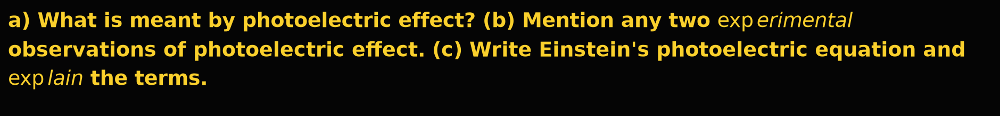 a) What is meant by photoelectric effect? (b) Mention any two experimental
observations of photoelectric effect. (c) Write Einstein's photoelectric equation and
explain the terms.